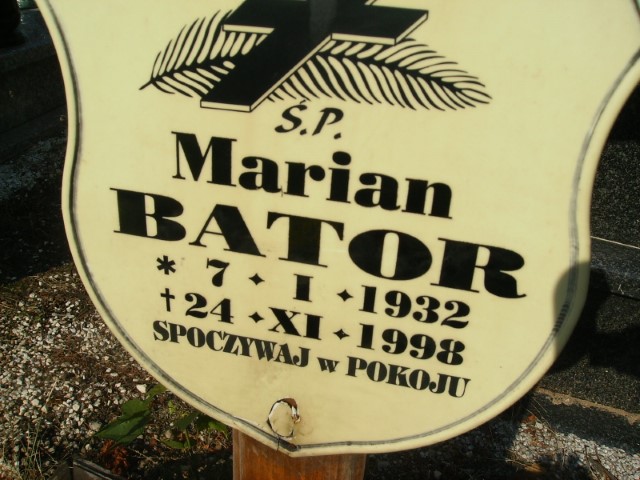 Ś.P.
Marian
BATOR
* 7 ✦ I ✦ 1932
† 24 ✦ XI ✦ 1998
SPOCZYWAJ w POKOJU